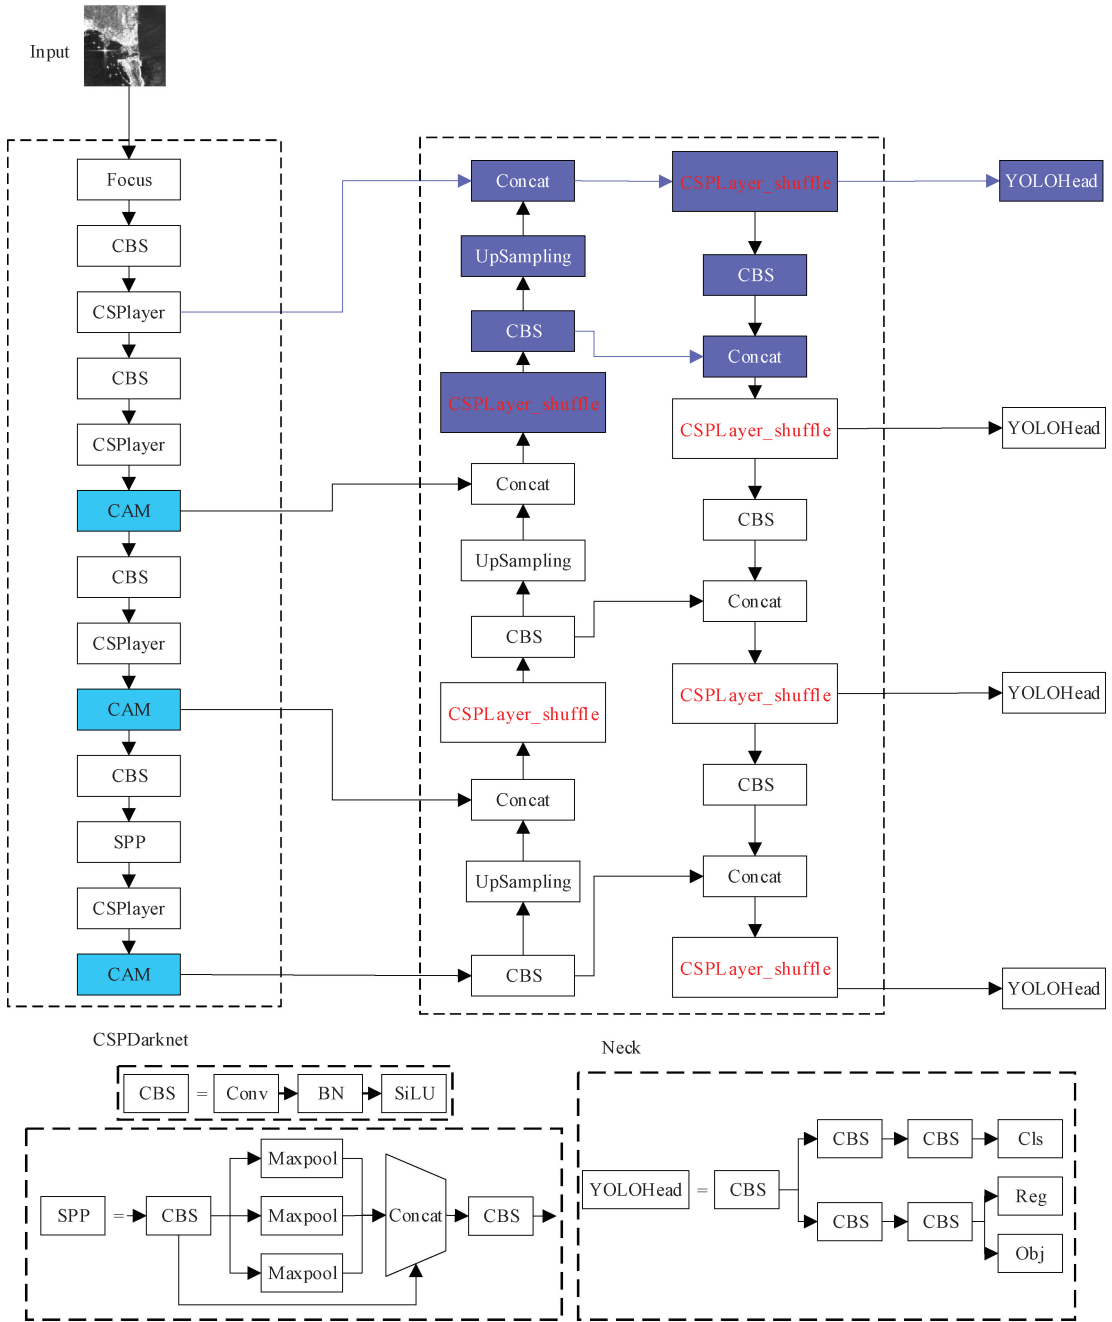 Input
Focus
CBS
CSPlayer
CBS
CSPlayer
CAM
CBS
CSPlayer
CAM
CBS
SPP
CSPlayer
CAM
CSPDarknet
Concat
UpSampling
CBS
CSPLayer_shuffle
Concat
UpSampling
CBS
CSPLayer_shuffle
Concat
UpSampling
CBS
CSPLayer_shuffle
CBS
Concat
CSPLayer_shuffle
CBS
Concat
CSPLayer_shuffle
CBS
Concat
CSPLayer_shuffle
YOLOHead
YOLOHead
YOLOHead
YOLOHead
Neck
CBS = Conv BN SiLU
SPP = CBS Maxpool Maxpool Maxpool Concat CBS
YOLOHead = CBS CBS CBS Cls
CBS CBS Reg
Obj